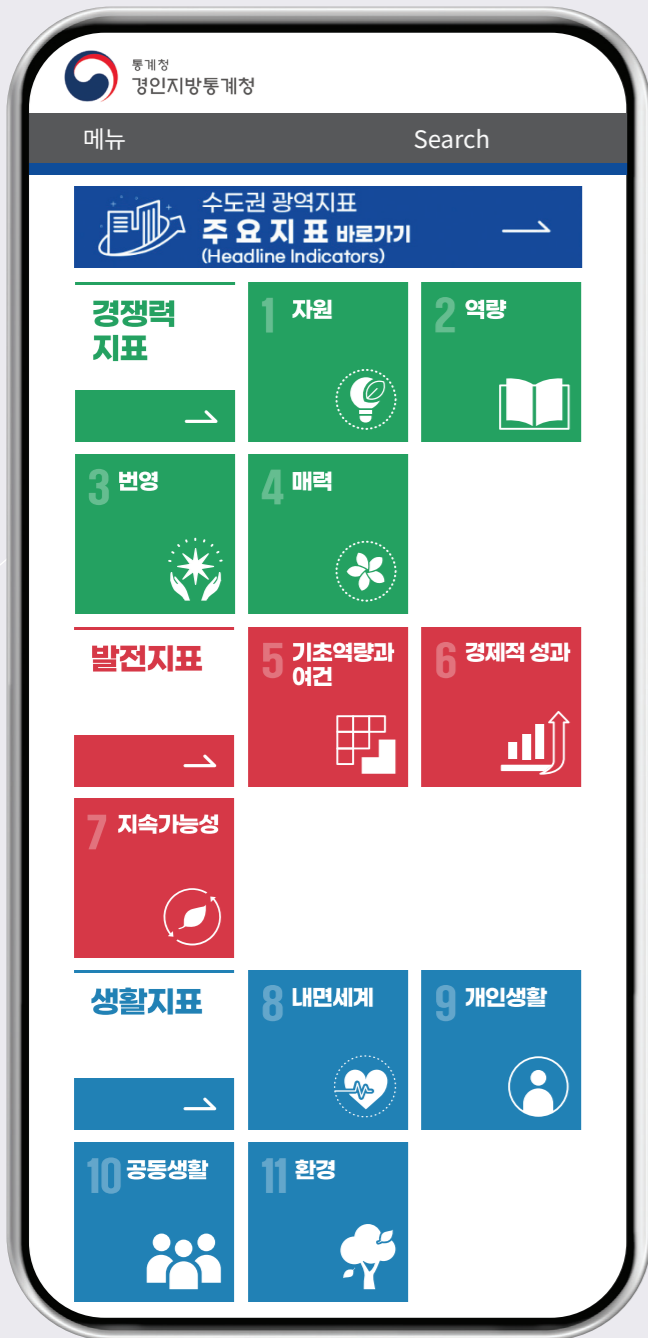 통계청
경인지방통계청
메뉴
Search
수도권 광역지표
주요지표 바로가기
(Headline Indicators)
경쟁력
지표
1 자원
2 역량
3 번영
4 매력
발전지표
5 기초역량과
여건
6 경제적 성과
7 지속가능성
생활지표
8 내면세계
9 개인생활
10 공동생활
11 환경